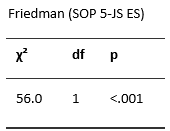 Friedman (SOP 5-JS ES)
χ² df p
56.0 1 <.001